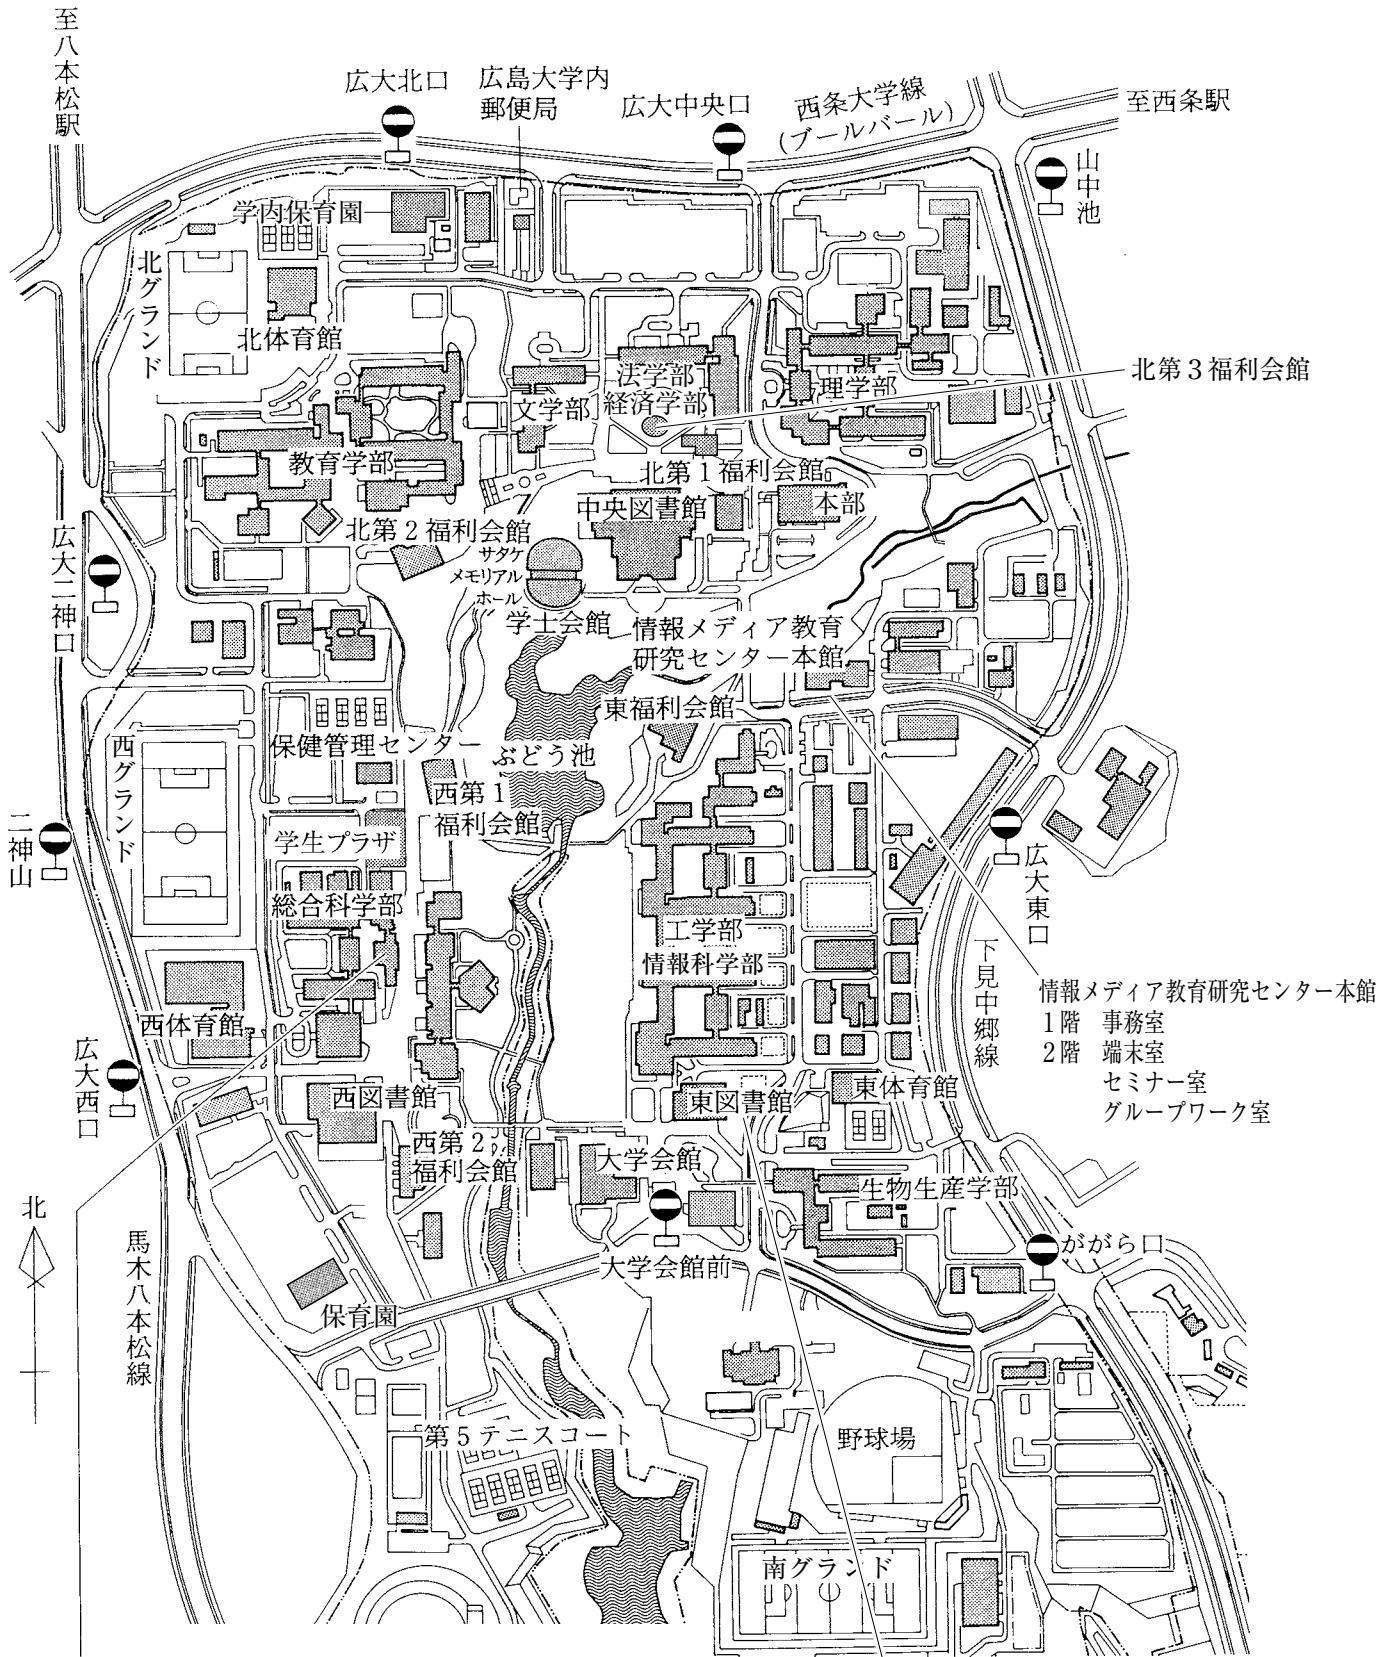 至八本松駅
広大北口
広島大学内
郵便局
広大中央口
西条大学線
(ブールバール)
至西条駅
山中池
学内保育園
北グランド
北体育館
法学部
経済学部
文学部
理学部
北第3福利会館
教育学部
北第1福利会館
中央図書館
本部
北第2福利会館
サタケ
メモリアル
ホール
学士会館
広大二神口
情報メディア教育
研究センター本館
東福利会館
保健管理センター
ぶどう池
西グランド
西第1
福利会館
二神山
学生プラザ
総合科学部
工学部
情報科学部
広大東口
下見中郷線
情報メディア教育研究センター本館
1階 事務室
2階 端末室
セミナー室
グループワーク室
西体育館
広大西口
西図書館
東図書館
東体育館
西第2
福利会館
大学会館
生物生産学部
北
ががら口
大学会館前
馬木八本松線
保育園
第5テニスコート
野球場
南グランド